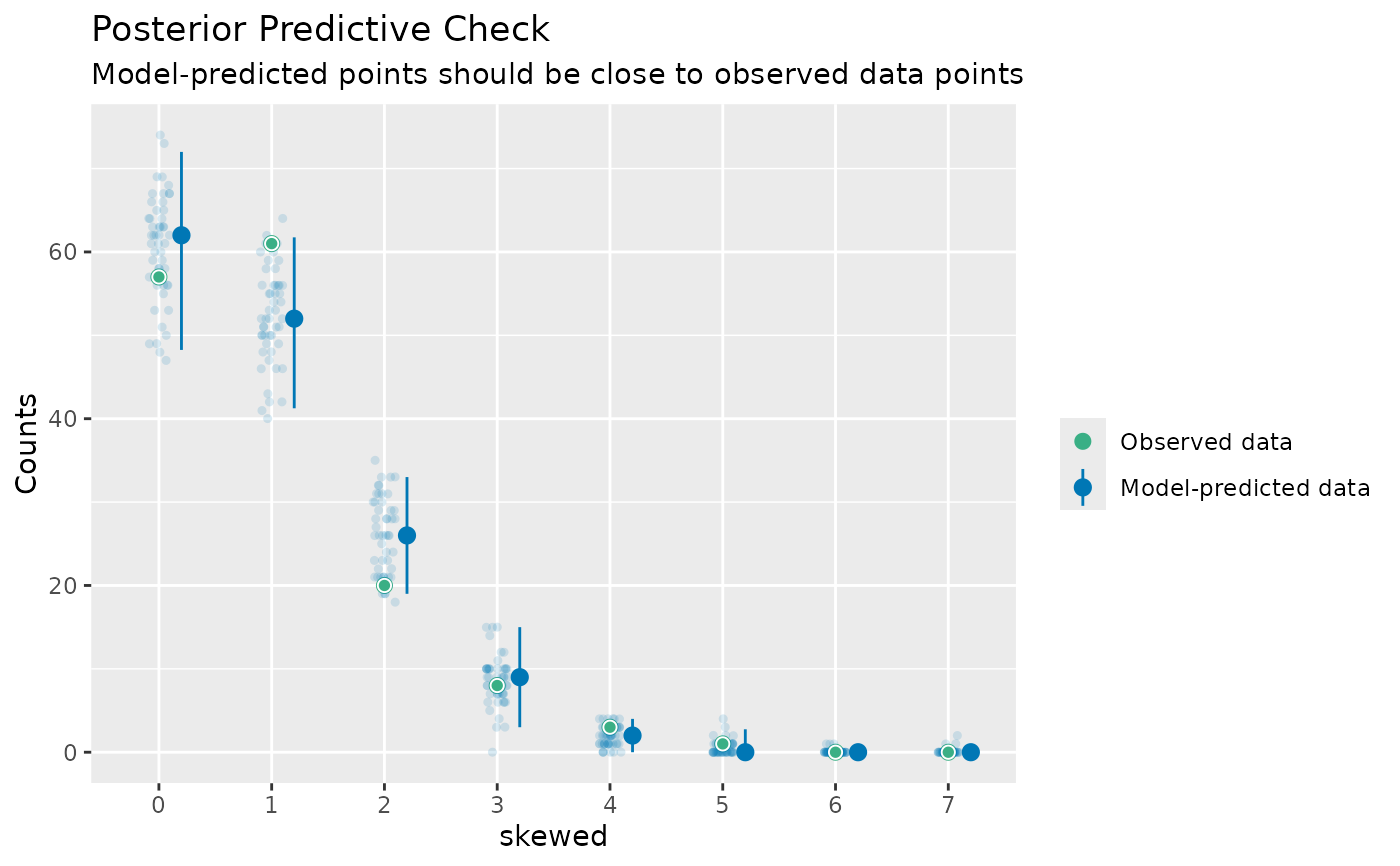 Posterior Predictive Check
Model-predicted points should be close to observed data points
Counts
60
40
20
0
0 1 2 3 4 5 6 7
skewed
Observed data
Model-predicted data